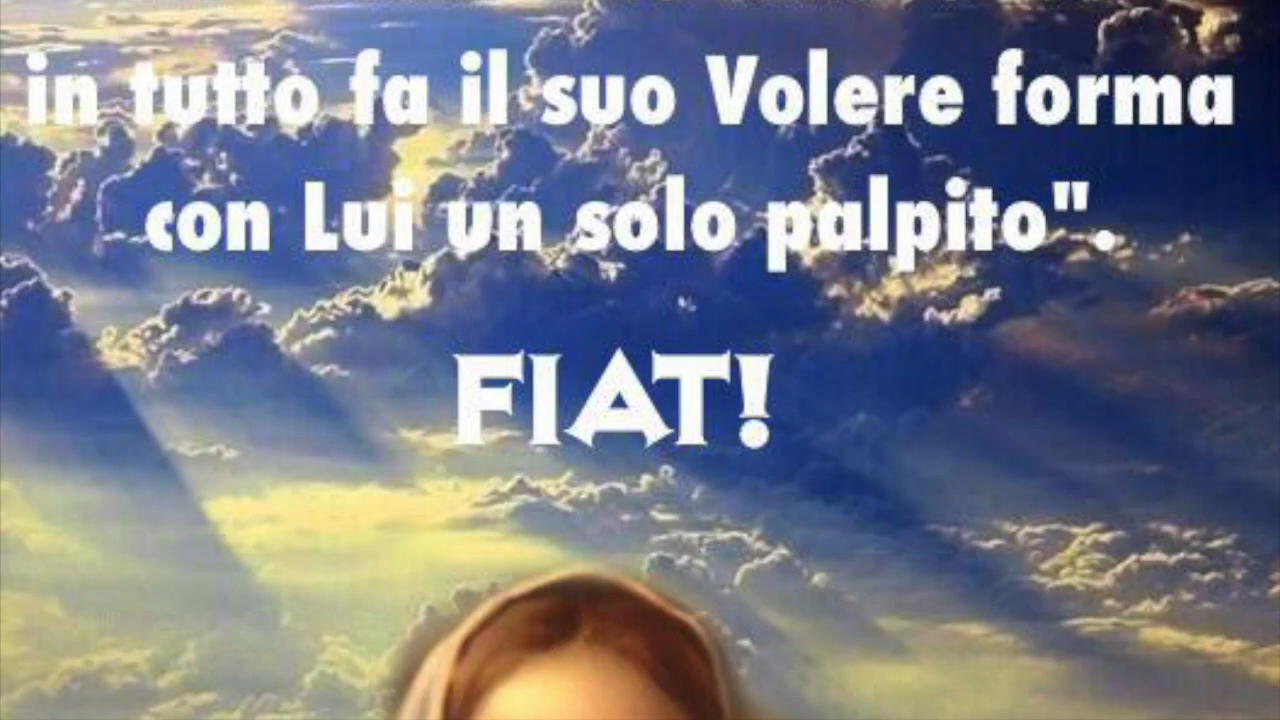 in tutto fa il suo Volere forma
con Lui un solo palpito".
FIAT!